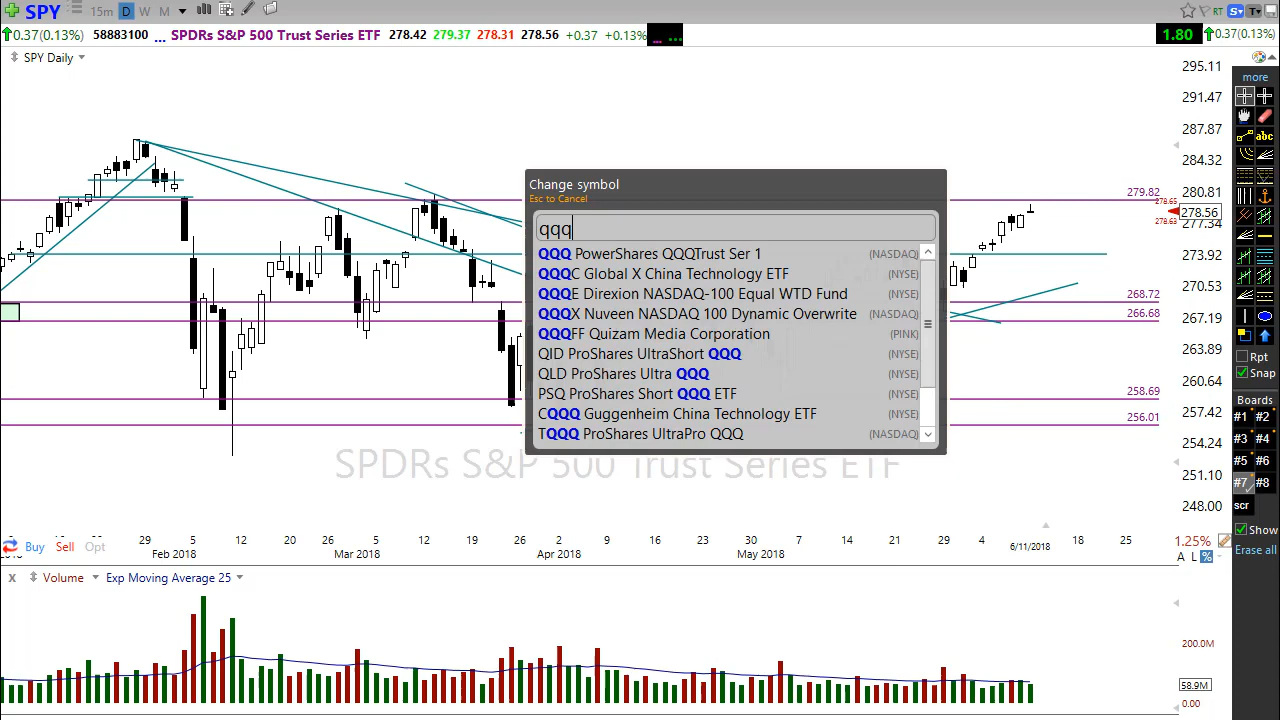 SPY 15m D W M RT S T
0.37(0.13%) 58883100 ... SPDRs S&P 500 Trust Series ETF 278.42 279.37 278.31 278.56 +0.37 +0.13% 1.80 0.37(0.13%)
SPY Daily
295.11
291.47
287.87
284.32
280.81
277.34
273.92
270.53
267.19
263.89
260.64
257.42
254.24
251.10
248.00
279.82
278.65
278.56
278.63
268.72
266.68
258.69
256.01
Change symbol
Esc to Cancel
qqq
QQQ PowerShares QQQTrust Ser 1 (NASDAQ)
QQQC Global X China Technology ETF (NYSE)
QQQE Direxion NASDAQ-100 Equal WTD Fund (NYSE)
QQQX Nuveen NASDAQ 100 Dynamic Overwrite (NASDAQ)
QQQFF Quizam Media Corporation (PINK)
QID ProShares UltraShort QQQ (NYSE)
QLD ProShares Ultra QQQ (NYSE)
PSQ ProShares Short QQQ ETF (NYSE)
CQQQ Guggenheim China Technology ETF (NYSE)
TQQQ ProShares UltraPro QQQ (NASDAQ)
SPDRs S&P 500 Trust Series ETF
29 5 12 20 26 5 12 19 26 2 9 16 23 30 7 14 21 29 4 6/11/2018 18 25
Feb 2018 Mar 2018 Apr 2018 May 2018
Buy Sell Opt
1.25%
A L %
x Volume Exp Moving Average 25
200.0M
58.9M
0.00
more
abc
Rpt
Snap
Boards
#1 #2
#3 #4
#5 #6
#7 #8
scr
Show
Erase all